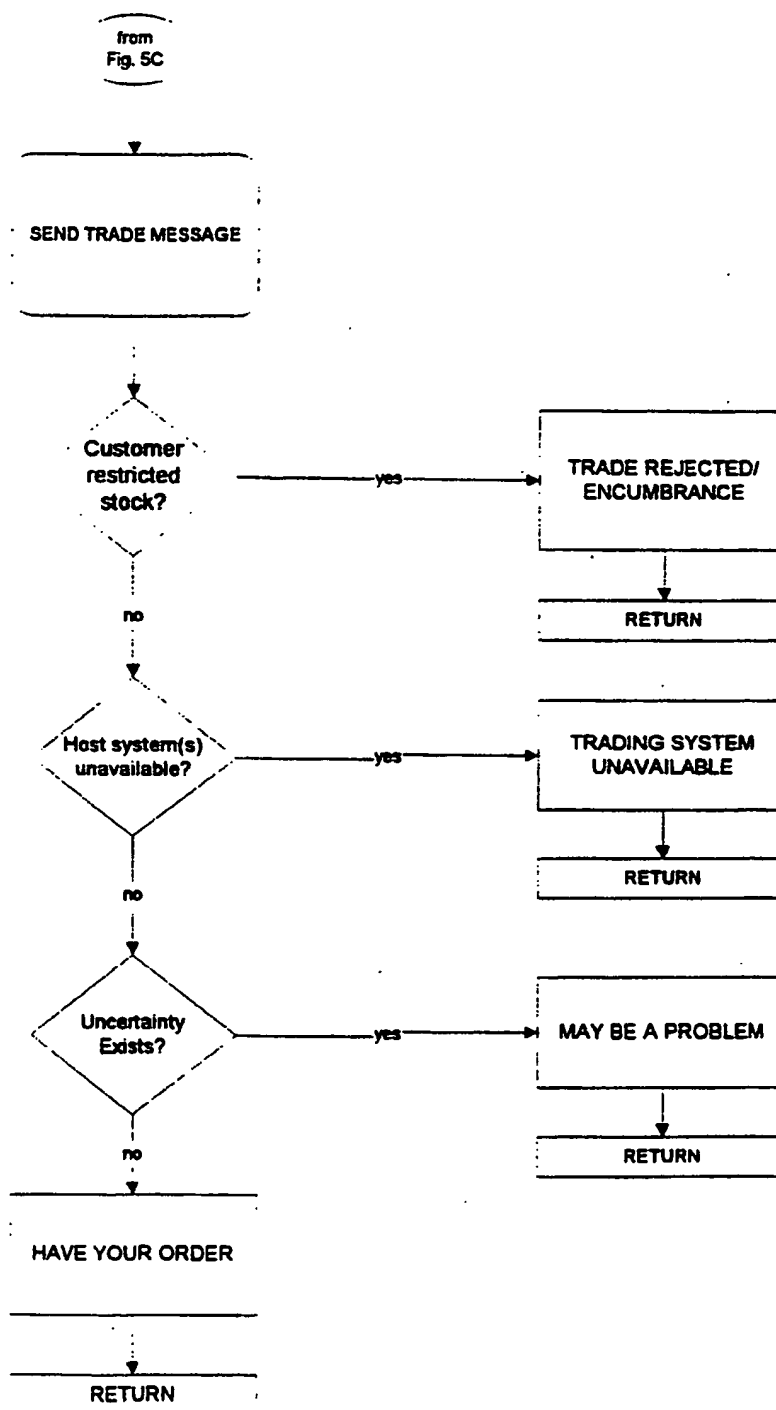 from
Fig. 5C
SEND TRADE MESSAGE
Customer
restricted
stock?
yes
TRADE REJECTED/
ENCUMBRANCE
RETURN
no
Host system(s)
unavailable?
yes
TRADING SYSTEM
UNAVAILABLE
RETURN
no
Uncertainty
Exists?
yes
MAY BE A PROBLEM
RETURN
no
HAVE YOUR ORDER
RETURN